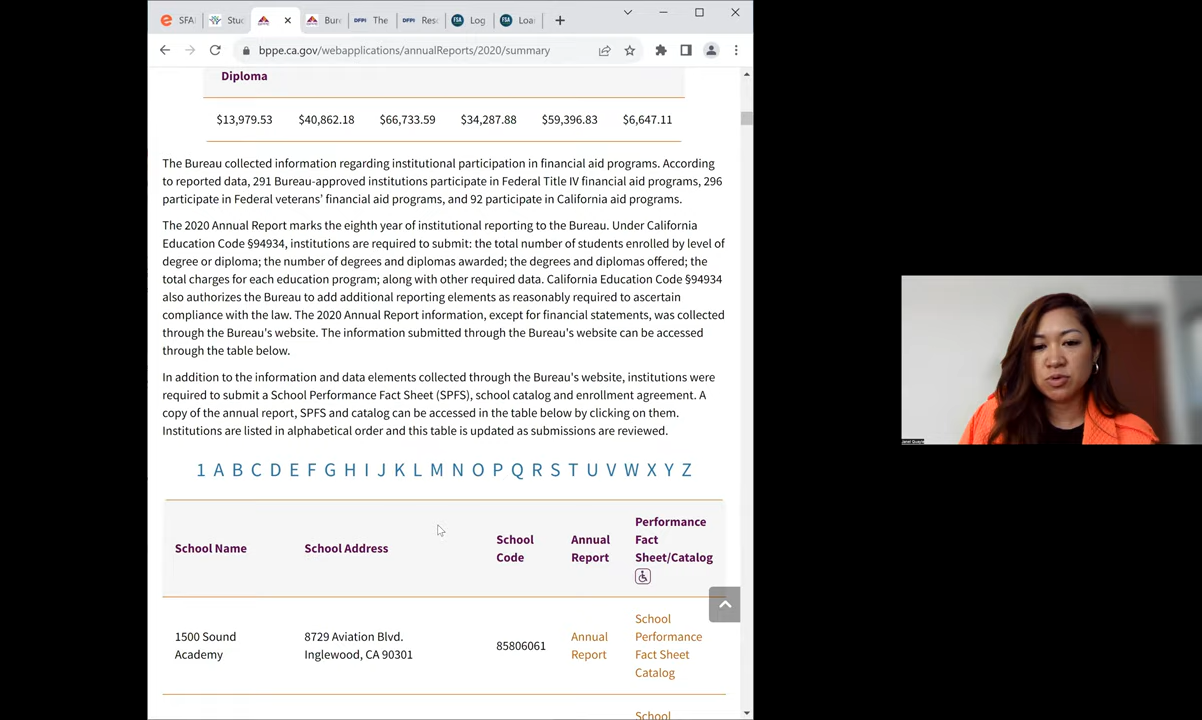 SFA
Stu
Bur
The
Res
Log
Loa
bppe.ca.gov/webapplications/annualReports/2020/summary
Diploma
$13,979.53 $40,862.18 $66,733.59 $34,287.88 $59,396.83 $6,647.11
The Bureau collected information regarding institutional participation in financial aid programs. According
to reported data, 291 Bureau-approved institutions participate in Federal Title IV financial aid programs, 296
participate in Federal veterans' financial aid programs, and 92 participate in California aid programs.
The 2020 Annual Report marks the eighth year of institutional reporting to the Bureau. Under California
Education Code §94934, institutions are required to submit: the total number of students enrolled by level of
degree or diploma; the number of degrees and diplomas awarded; the degrees and diplomas offered; the
total charges for each education program; along with other required data. California Education Code §94934
also authorizes the Bureau to add additional reporting elements as reasonably required to ascertain
compliance with the law. The 2020 Annual Report information, except for financial statements, was collected
through the Bureau's website. The information submitted through the Bureau's website can be accessed
through the table below.
In addition to the information and data elements collected through the Bureau's website, institutions were
required to submit a School Performance Fact Sheet (SPFS), school catalog and enrollment agreement. A
copy of the annual report, SPFS and catalog can be accessed in the table below by clicking on them.
Institutions are listed in alphabetical order and this table is updated as submissions are reviewed.
1 A B C D E F G H I J K L M N O P Q R S T U V W X Y Z
School Name
School Address
School
Code
Annual
Report
Performance
Fact
Sheet/Catalog
1500 Sound
Academy
8729 Aviation Blvd.
Inglewood, CA 90301
85806061
Annual
Report
School
Performance
Fact Sheet
Catalog
School